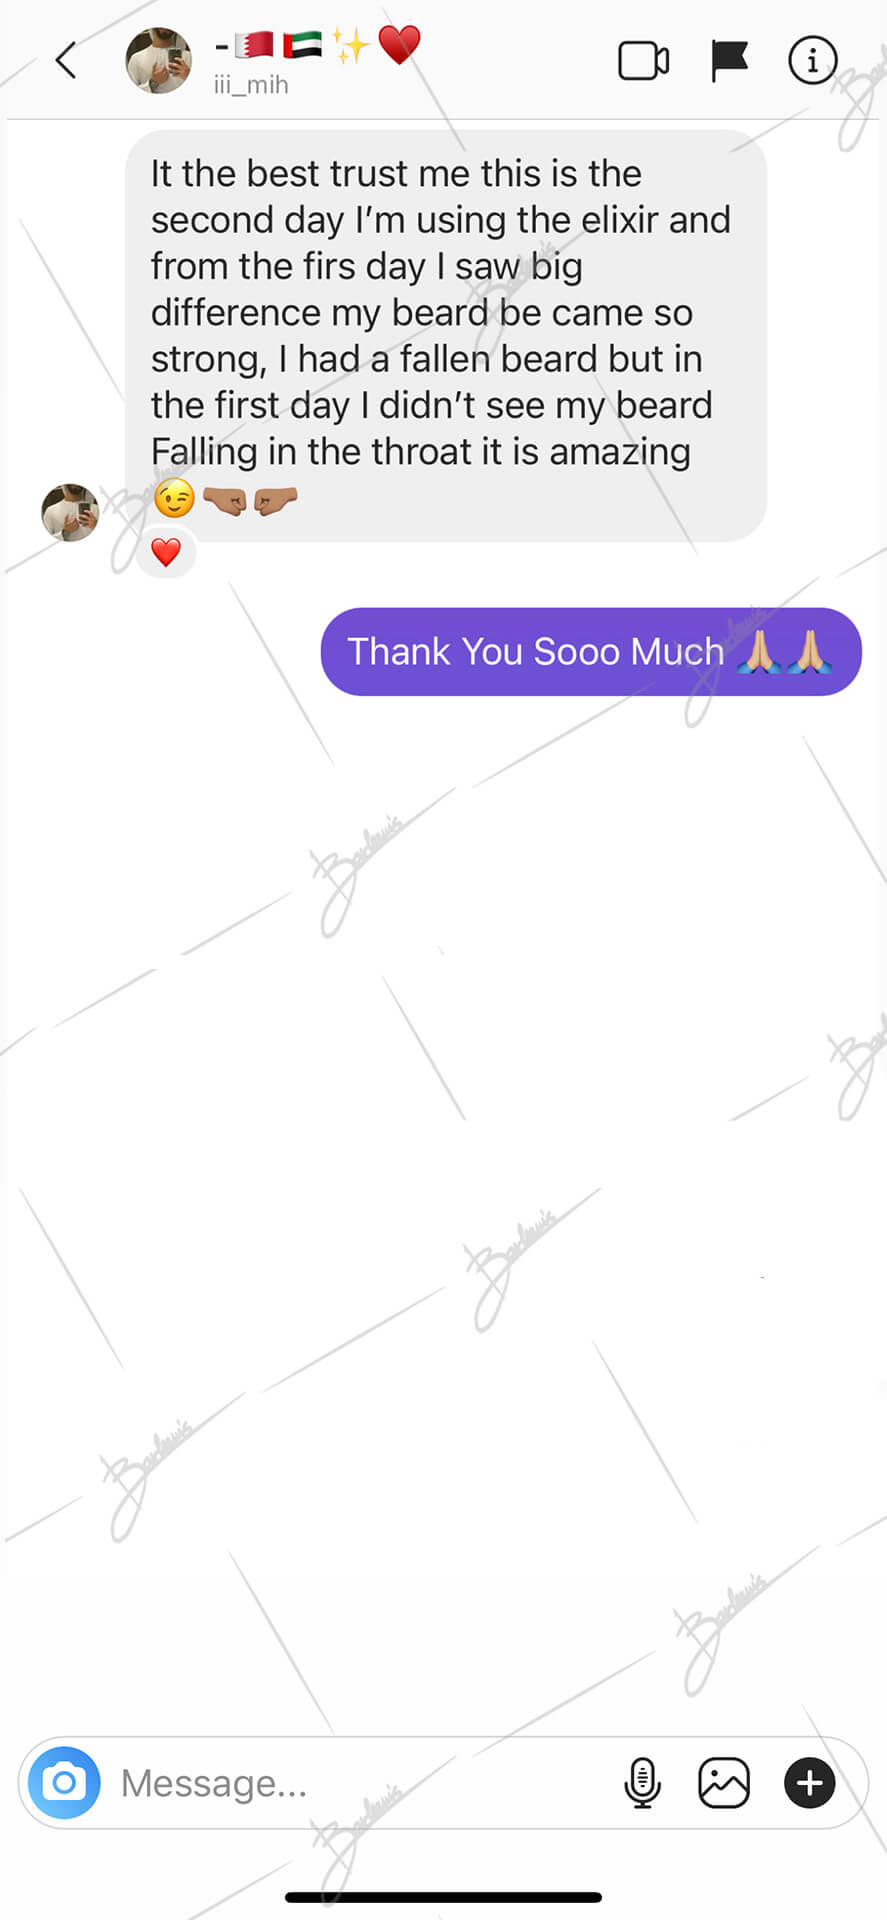 -🇧🇭🇦🇪✨❤️
iii_mih
It the best trust me this is the
second day I’m using the elixir and
from the firs day I saw big
difference my beard be came so
strong, I had a fallen beard but in
the first day I didn’t see my beard
Falling in the throat it is amazing
😉🤜🏽🤛🏽
❤️
Thank You Sooo Much 🙏🏼🙏🏼
Message...